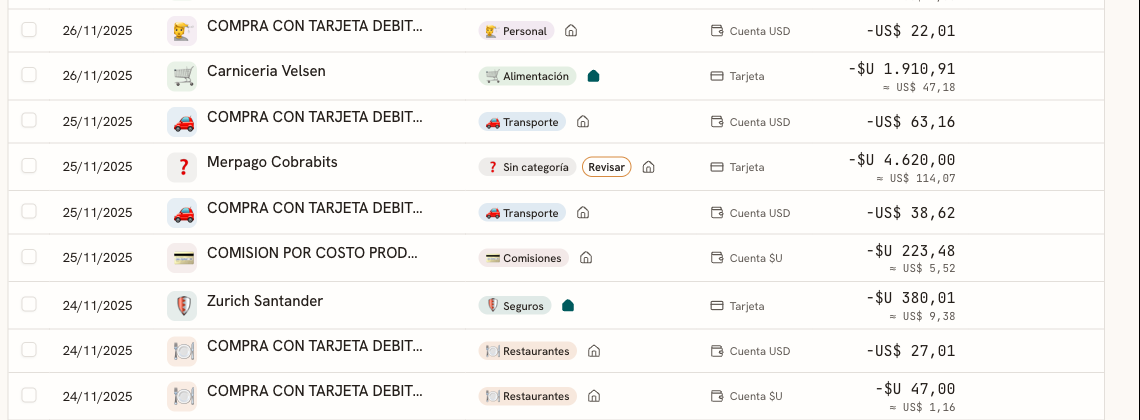 26/11/2025 COMPRA CON TARJETA DEBIT... Personal Cuenta USD -US$ 22,01
26/11/2025 Carniceria Velsen Alimentación Tarjeta -$U 1.910,91
≈ US$ 47,18
25/11/2025 COMPRA CON TARJETA DEBIT... Transporte Cuenta USD -US$ 63,16
25/11/2025 Merpago Cobrabits Sin categoría Revisar Tarjeta -$U 4.620,00
≈ US$ 114,07
25/11/2025 COMPRA CON TARJETA DEBIT... Transporte Cuenta USD -US$ 38,62
25/11/2025 COMISION POR COSTO PROD... Comisiones Cuenta $U -$U 223,48
≈ US$ 5,52
24/11/2025 Zurich Santander Seguros Tarjeta -$U 380,01
≈ US$ 9,38
24/11/2025 COMPRA CON TARJETA DEBIT... Restaurantes Cuenta USD -US$ 27,01
24/11/2025 COMPRA CON TARJETA DEBIT... Restaurantes Cuenta $U -$U 47,00
≈ US$ 1,16